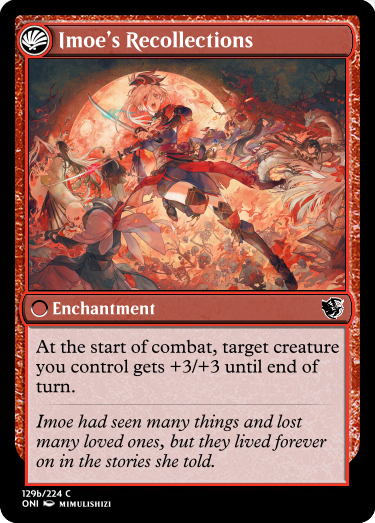 Imoe's Recollections
Enchantment
At the start of combat, target creature
you control gets +3/+3 until end of
turn.
Imoe had seen many things and lost
many loved ones, but they lived forever
on in the stories she told.
129b/224 C
ONI MIMULISHIZI